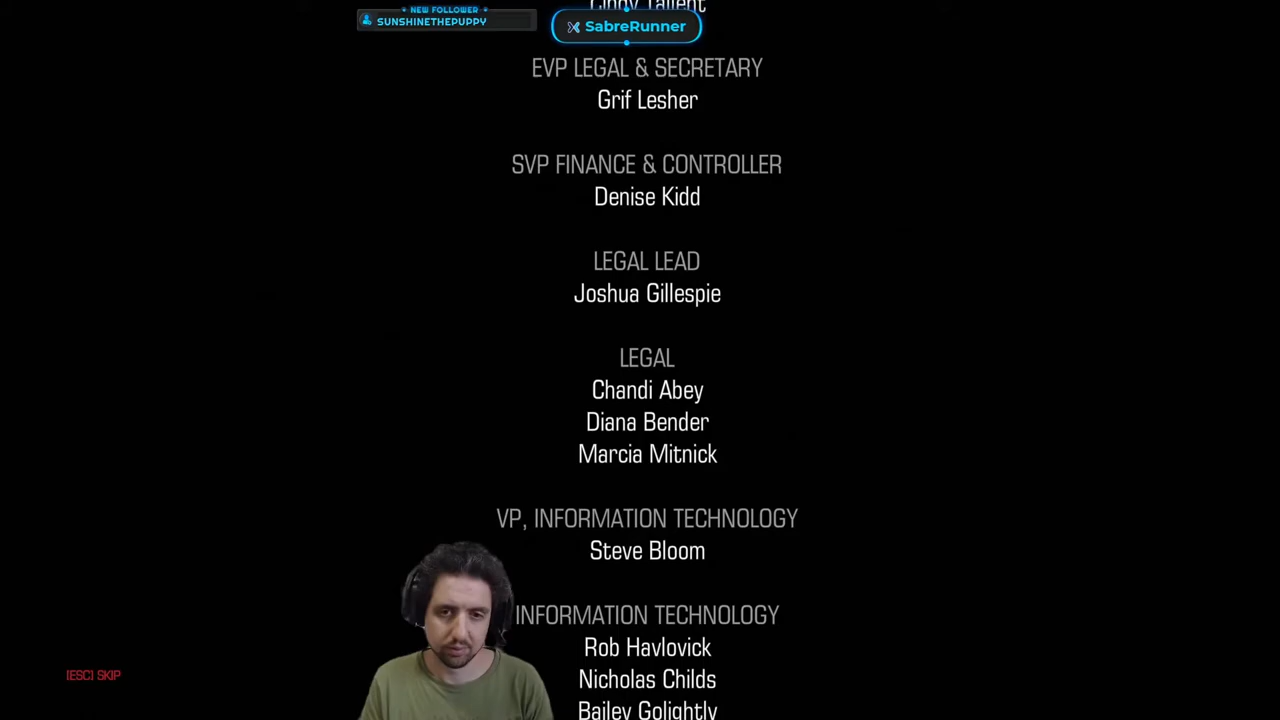 Cindy Tallent
NEW FOLLOWER
SUNSHINETHEPUPPY
SabreRunner
EVP LEGAL & SECRETARY
Grif Lesher
SVP FINANCE & CONTROLLER
Denise Kidd
LEGAL LEAD
Joshua Gillespie
LEGAL
Chandi Abey
Diana Bender
Marcia Mitnick
VP, INFORMATION TECHNOLOGY
Steve Bloom
INFORMATION TECHNOLOGY
Rob Havlovick
Nicholas Childs
Bailey Golightly
[ESC] SKIP